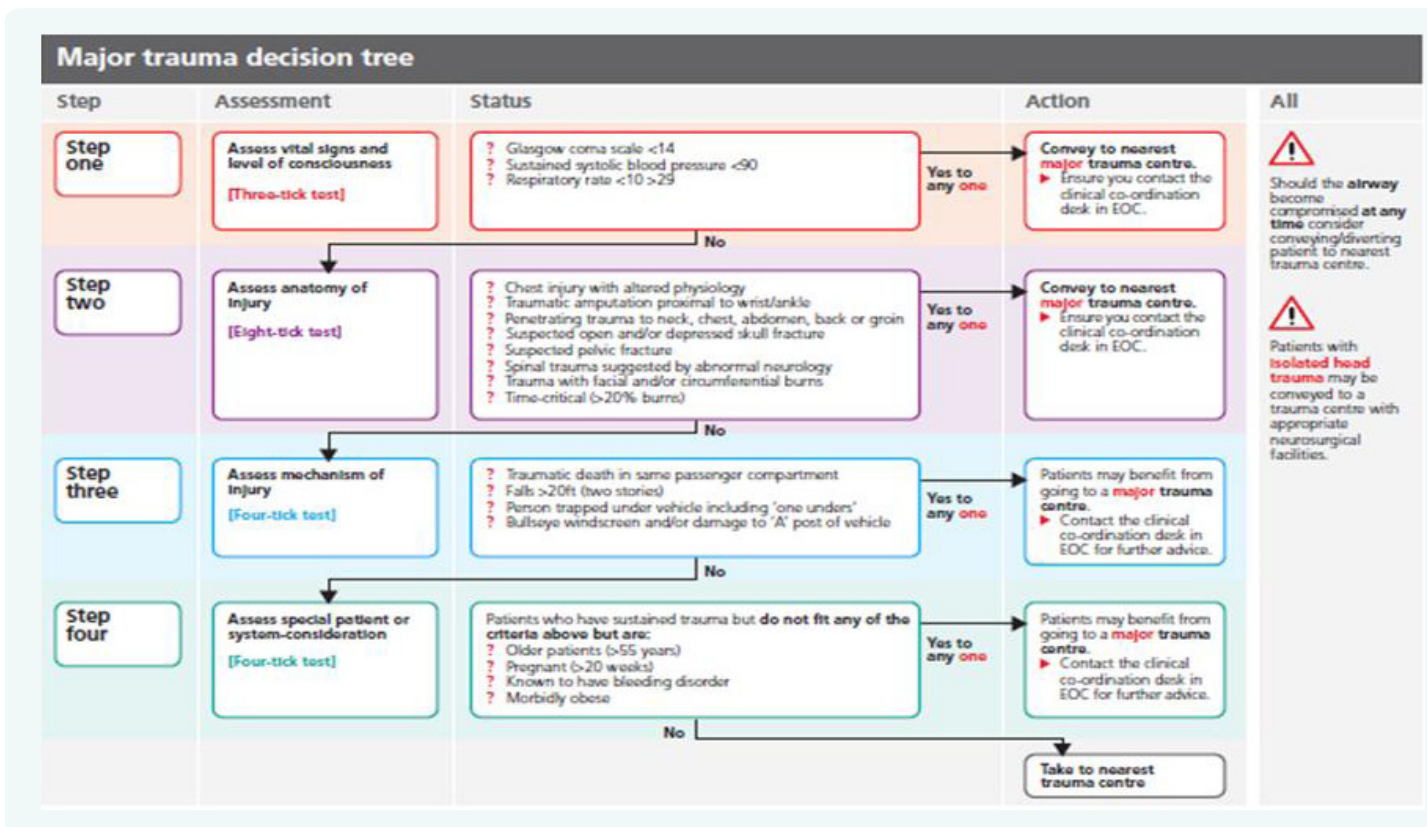 Major trauma decision tree
Step
Assessment
Status
Action
All
Step
one
Assess vital signs and
level of consciousness
[Three-tick test]
? Glasgow coma scale <14
? Sustained systolic blood pressure <90
? Respiratory rate <10 >29
Yes to
any one
Convey to nearest
major trauma centre.
► Ensure you contact the
clinical co-ordination
desk in EOC.
No
Step
two
Assess anatomy of
injury
[Eight-tick test]
? Chest injury with altered physiology
? Traumatic amputation proximal to wrist/ankle
? Penetrating trauma to neck, chest, abdomen, back or groin
? Suspected open and/or depressed skull fracture
? Suspected pelvic fracture
? Spinal trauma suggested by abnormal neurology
? Trauma with facial and/or circumferential burns
? Time-critical (>20% burns)
Yes to
any one
Convey to nearest
major trauma centre.
► Ensure you contact the
clinical co-ordination
desk in EOC.
No
Step
three
Assess mechanism of
injury
[Four-tick test]
? Traumatic death in same passenger compartment
? Falls >20ft (two stories)
? Person trapped under vehicle including 'one unders'
? Bullseye windscreen and/or damage to 'A' post of vehicle
Yes to
any one
Patients may benefit from
going to a major trauma
centre.
► Contact the clinical
co-ordination desk in
EOC for further advice.
No
Step
four
Assess special patient or
system-consideration
[Four-tick test]
Patients who have sustained trauma but do not fit any of the
criteria above but are:
? Older patients (>55 years)
? Pregnant (>20 weeks)
? Known to have bleeding disorder
? Morbidly obese
Yes to
any one
Patients may benefit from
going to a major trauma
centre.
► Contact the clinical
co-ordination desk in
EOC for further advice.
No
Take to nearest
trauma centre
Should the airway
become
compromised at any
time consider
conveying/diverting
patient to nearest
trauma centre.
Patients with
isolated head
trauma may be
conveyed to a
trauma centre with
appropriate
neurosurgical
facilities.